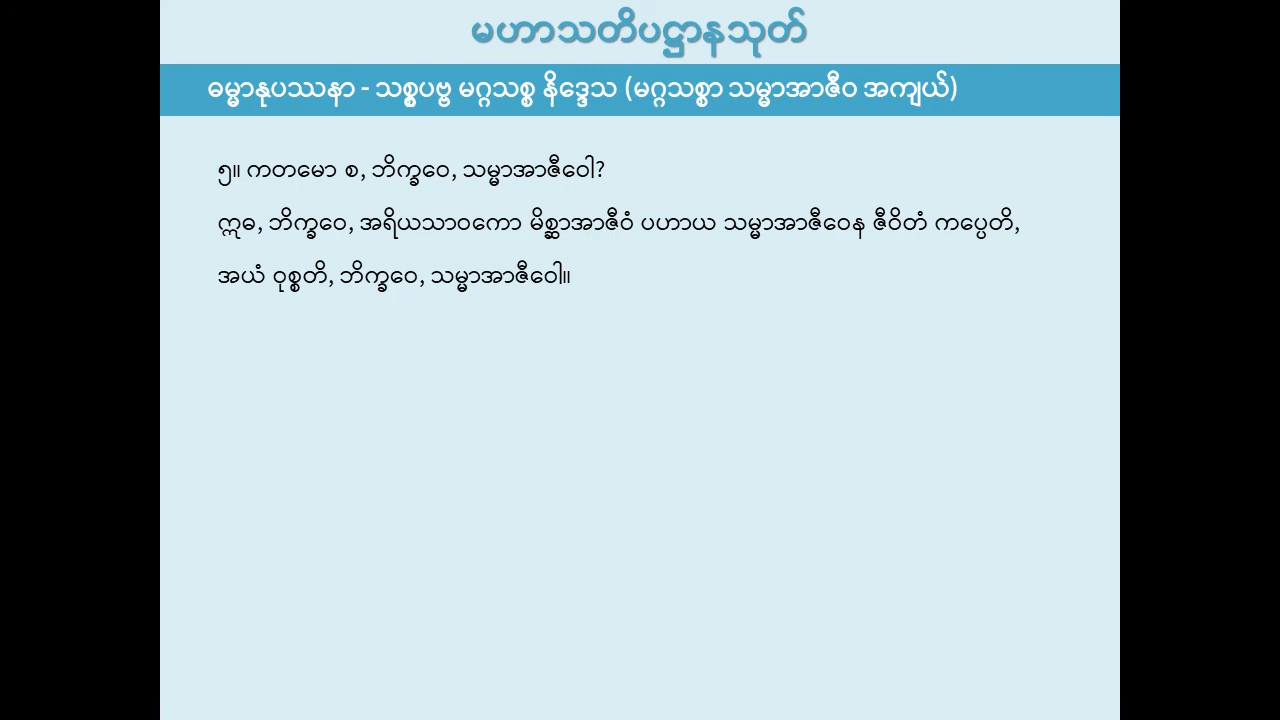 မဟာသတိပဋ္ဌာနသုတ်
ဓမ္မာနုပဿနာ - သစ္စပဗ္ဗ မဂ္ဂသစ္စ နိဒ္ဒေသ (မဂ္ဂသစ္စာ သမ္မာအာဇီဝ အကျယ်)
၅။ ကတမော စ, ဘိက္ခဝေ, သမ္မာအာဇီဝေါ?
ဣဓ, ဘိက္ခဝေ, အရိယသာဝကော မိစ္ဆာအာဇီဝံ ပဟာယ သမ္မာအာဇီဝေန ဇီဝိတံ ကပ္ပေတိ,
အယံ ဝုစ္စတိ, ဘိက္ခဝေ, သမ္မာအာဇီဝေါ။